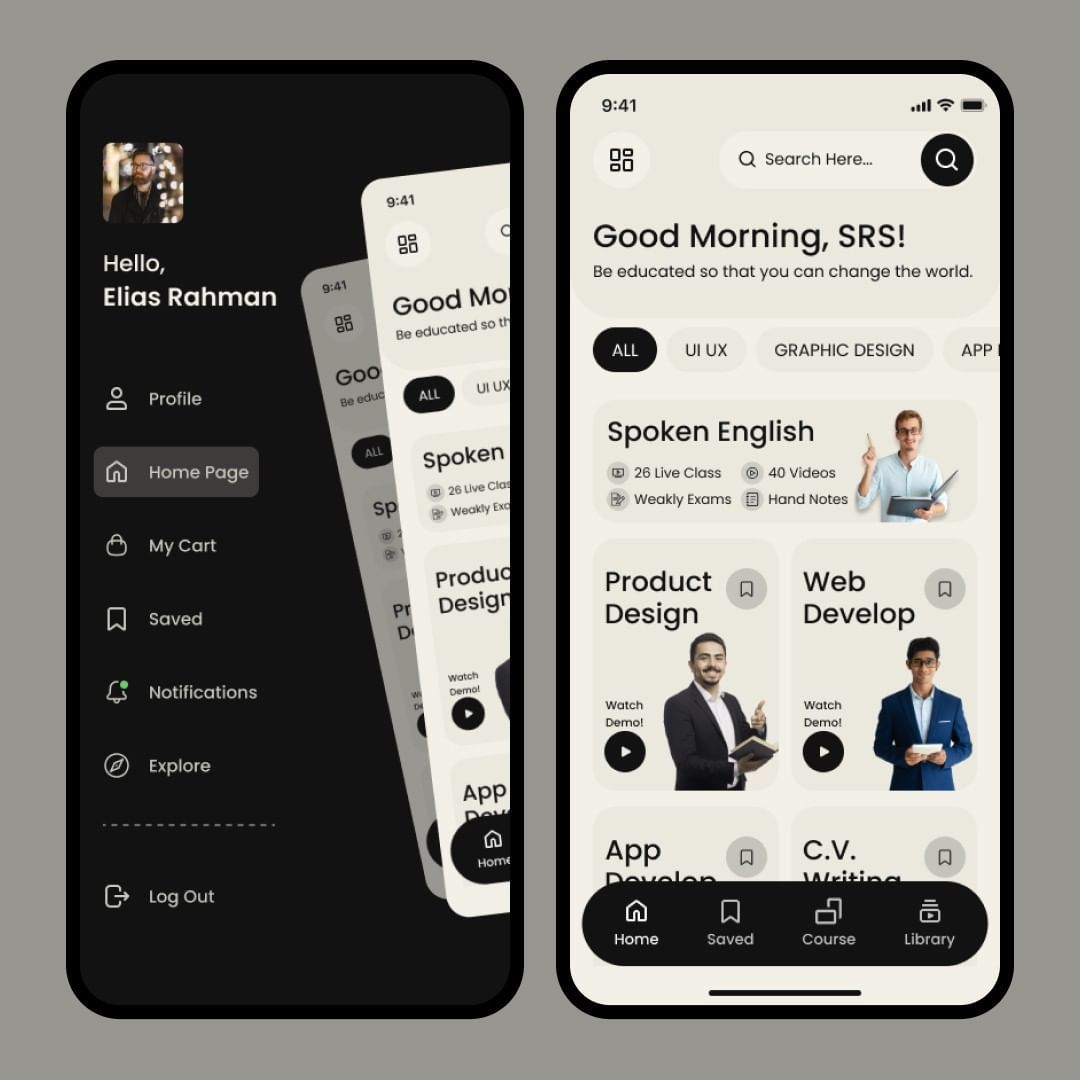 Hello,
Elias Rahman
Profile
Home Page
My Cart
Saved
Notifications
Explore
Log Out
9:41
Goo
Be educ
ALL
Sp
Pr
9:41
Good Mor
Be educated so th
ALL
UI UX
Spoken
26 Live Clas
Weakly Exa
Produc
Design
Watch
Demo!
App
Home
9:41
Search Here...
Good Morning, SRS!
Be educated so that you can change the world.
ALL
UI UX
GRAPHIC DESIGN
APP
Spoken English
26 Live Class
40 Videos
Weakly Exams
Hand Notes
Product
Design
Watch
Demo!
Web
Develop
Watch
Demo!
App
Develop
C.V.
Writing
Home
Saved
Course
Library